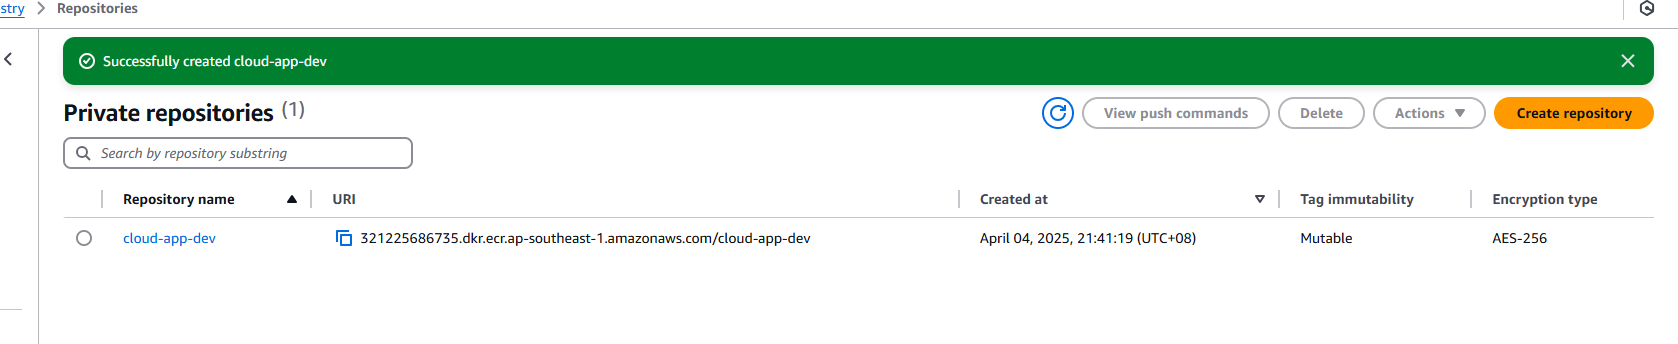 stry > Repositories
Successfully created cloud-app-dev
Private repositories (1)
View push commands
Delete
Actions
Create repository
Search by repository substring
Repository name
URI
Created at
Tag immutability
Encryption type
cloud-app-dev
321225686735.dkr.ecr.ap-southeast-1.amazonaws.com/cloud-app-dev
April 04, 2025, 21:41:19 (UTC+08)
Mutable
AES-256